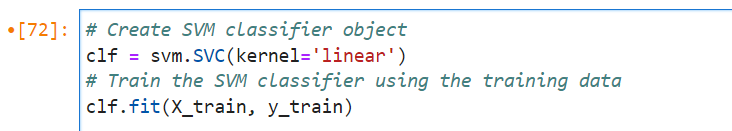 •[72]: # Create SVM classifier object
clf = svm.SVC(kernel='linear')
# Train the SVM classifier using the training data
clf.fit(X_train, y_train)